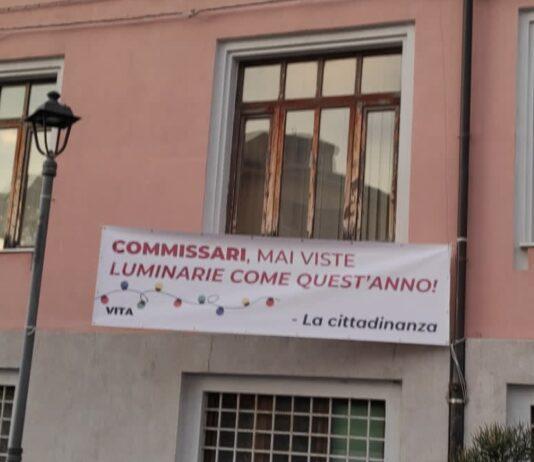 COMMISSARI, MAI VISTE
LUMINARIE COME QUEST'ANNO!
VITA
- La cittadinanza